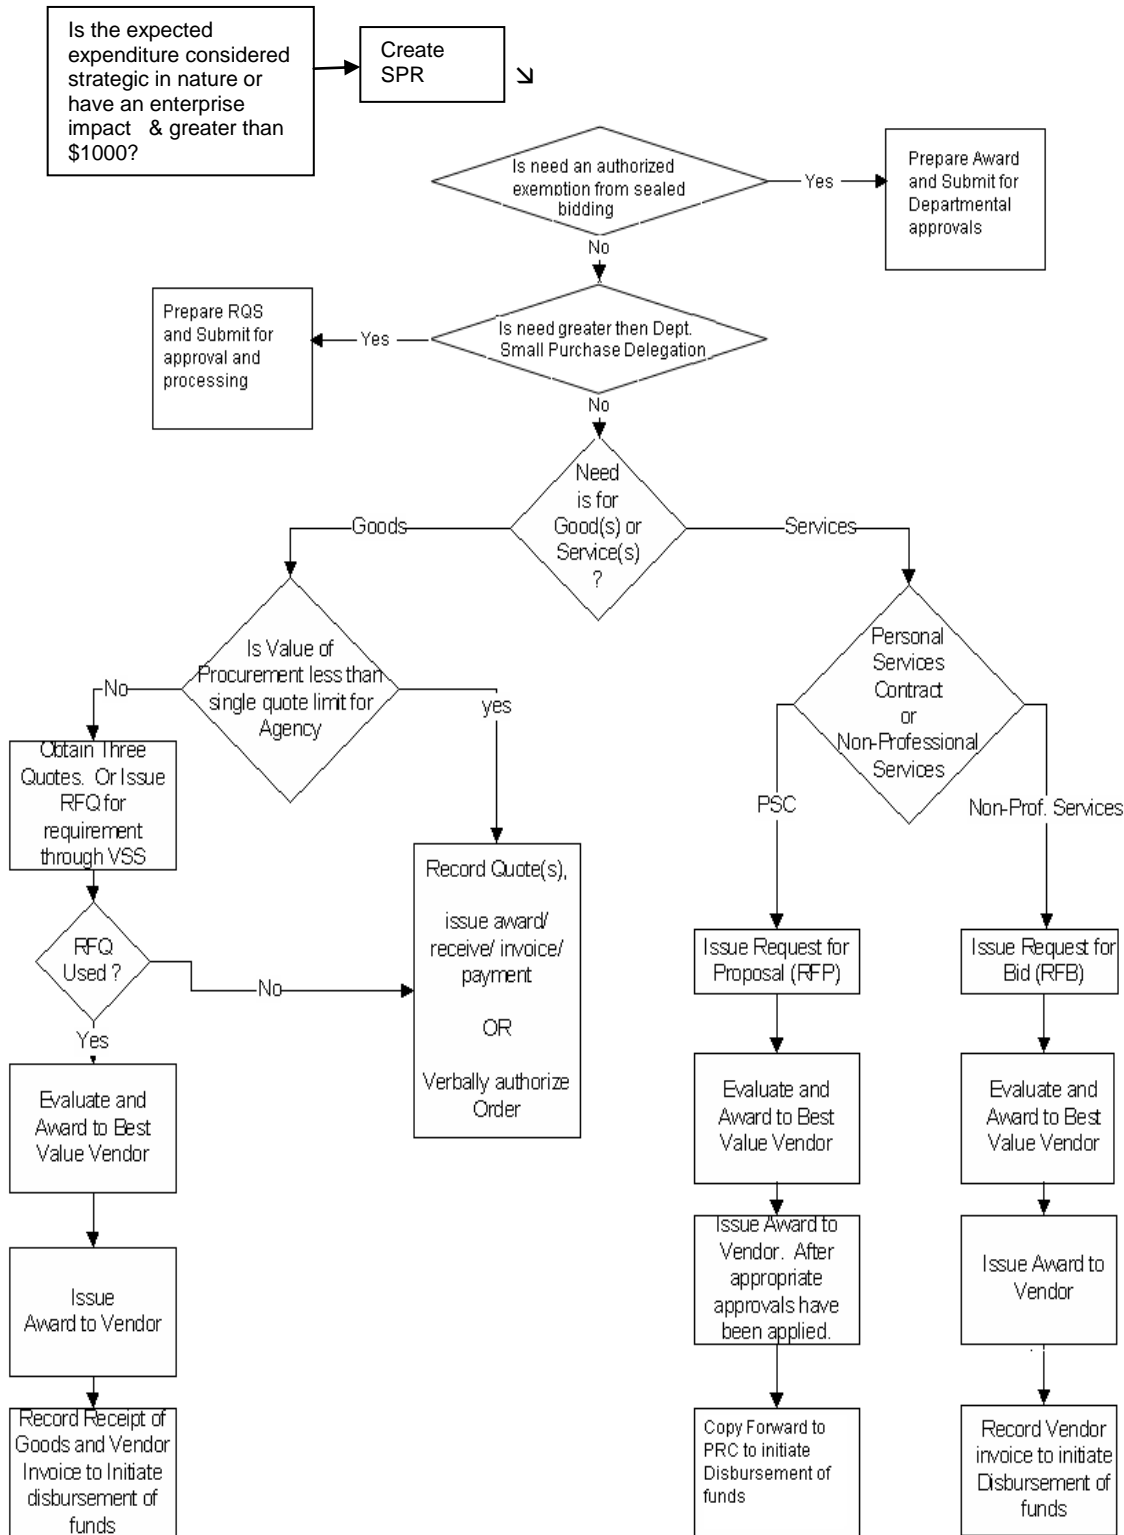 Is the expected
expenditure considered
strategic in nature or
have an enterprise
impact & greater than
$1000?
Create
SPR
Is need an authorized
exemption from sealed
bidding
Yes
Prepare Award
and Submit for
Departmental
approvals
No
Prepare RQS
and Submit for
approval and
processing
Yes
Is need greater then Dept.
Small Purchase Delegation
No
Need
is for
Good(s) or
Service(s)
?
Goods
Services
Is Value of
Procurement less than
single quote limit for
Agency
No
yes
Personal
Services
Contract
or
Non-Professional
Services
PSC
Non-Prof. Services
Obtain Three
Quotes. Or Issue
RFQ for
requirement
through VSS
Record Quote(s),
issue award/
receive/ invoice/
payment
OR
Verbally authorize
Order
RFQ
Used ?
No
Yes
Issue Request for
Proposal (RFP)
Issue Request for
Bid (RFB)
Evaluate and
Award to Best
Value Vendor
Evaluate and
Award to Best
Value Vendor
Evaluate and
Award to Best
Value Vendor
Issue
Award to Vendor
Issue Award to
Vendor. After
appropriate
approvals have
been applied.
Issue Award to
Vendor
Record Receipt of
Goods and Vendor
Invoice to Initiate
disbursement of
funds
Copy Forward to
PRC to initiate
Disbursement of
funds
Record Vendor
invoice to initiate
Disbursement of
funds